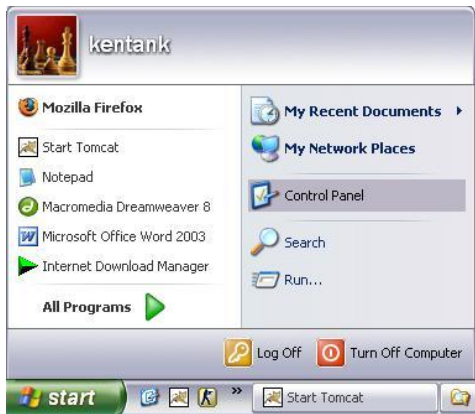 kentank
Mozilla Firefox
Start Tomcat
Notepad
Macromedia Dreamweaver 8
Microsoft Office Word 2003
Internet Download Manager
All Programs
My Recent Documents
My Network Places
Control Panel
Search
Run...
Log Off
Turn Off Computer
start
Start Tomcat